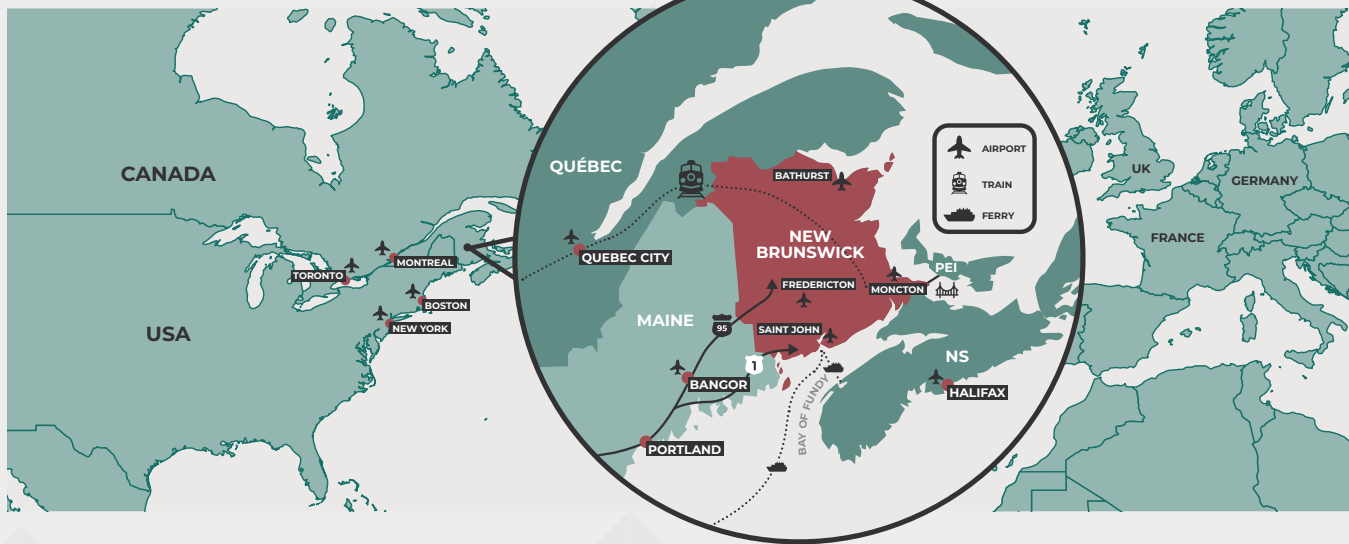 CANADA
USA
TORONTO
MONTREAL
BOSTON
NEW YORK
QUÉBEC
QUEBEC CITY
MAINE
95
1
BANGOR
PORTLAND
BATHURST
NEW
BRUNSWICK
FREDERICTON
MONCTON
SAINT JOHN
PEI
NS
HALIFAX
BAY OF FUNDY
AIRPORT
TRAIN
FERRY
UK
GERMANY
FRANCE